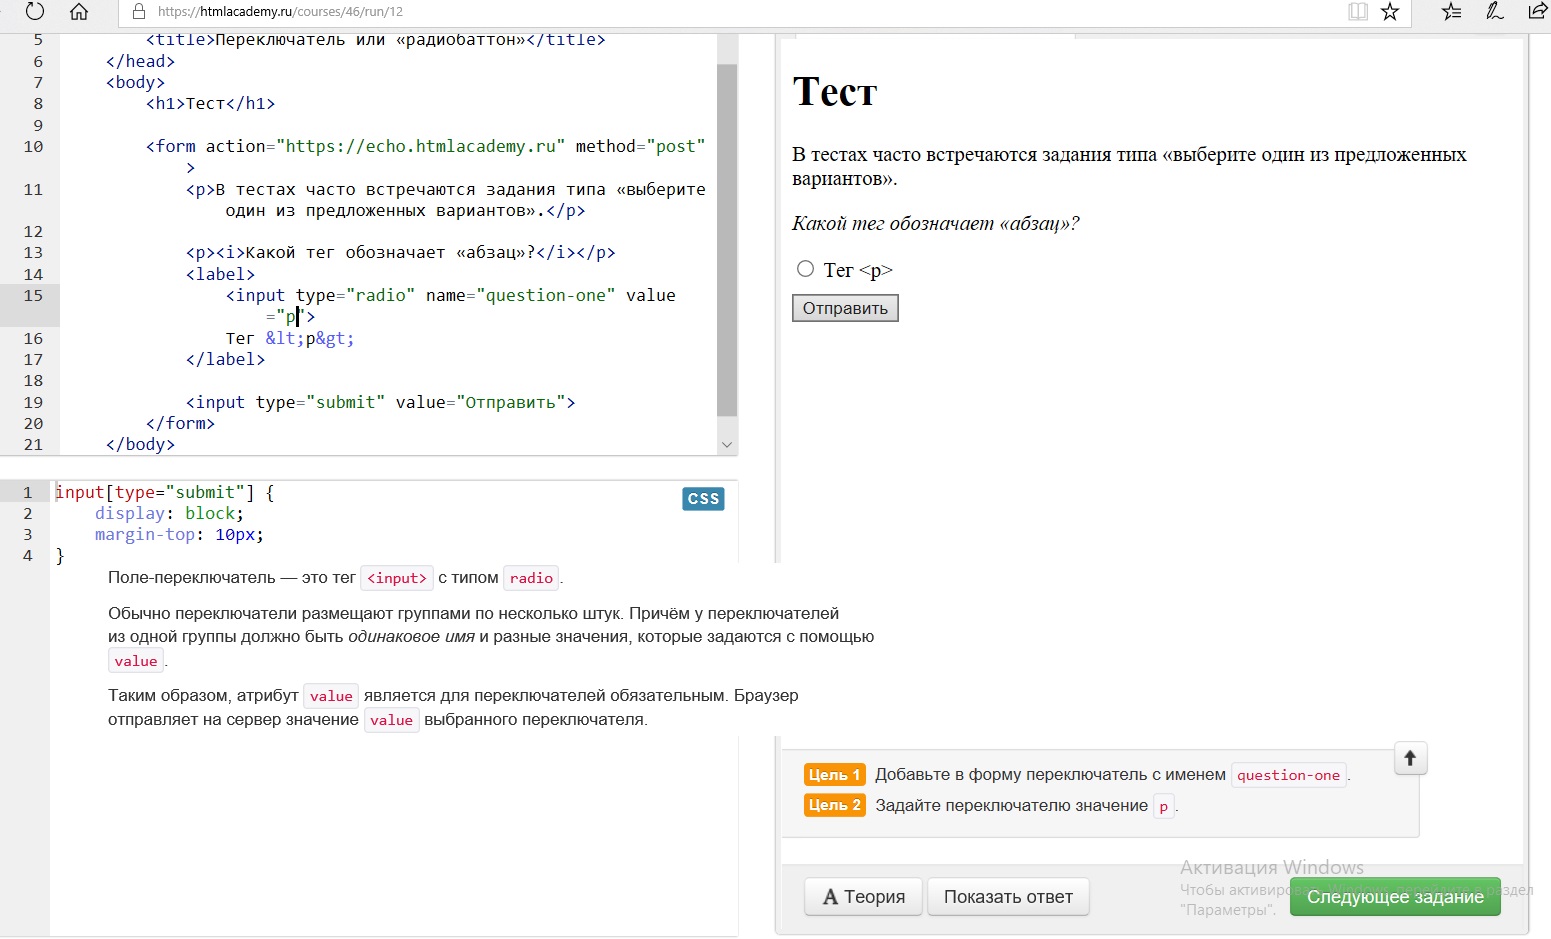 https://htmlacademy.ru/courses/46/run/12
5 <title>Переключатель или «радиобаттон»</title>
6 </head>
7 <body>
8 <h1>Тест</h1>
9
10 <form action="https://echo.htmlacademy.ru" method="post"
>
11 <p>В тестах часто встречаются задания типа «выберите
один из предложенных вариантов».</p>
12
13 <p><i>Какой тег обозначает «абзац»?</i></p>
14 <label>
15 <input type="radio" name="question-one" value
="p">
16 Тег &lt;p&gt;
17 </label>
18
19 <input type="submit" value="Отправить">
20 </form>
21 </body>
1 input[type="submit"] {
CSS
2 display: block;
3 margin-top: 10px;
4 }
Поле-переключатель — это тег <input> с типом radio.
Обычно переключатели размещают группами по несколько штук. Причём у переключателей
из одной группы должно быть одинаковое имя и разные значения, которые задаются с помощью
value.
Таким образом, атрибут value является для переключателей обязательным. Браузер
отправляет на сервер значение value выбранного переключателя.
Тест
В тестах часто встречаются задания типа «выберите один из предложенных
вариантов».
Какой тег обозначает «абзац»?
Тег <p>
Отправить
Цель 1 Добавьте в форму переключатель с именем question-one.
Цель 2 Задайте переключателю значение p.
A Теория
Показать ответ
Следующее задание
Активация Windows
Чтобы активировать Windows, перейдите в раздел
"Параметры".